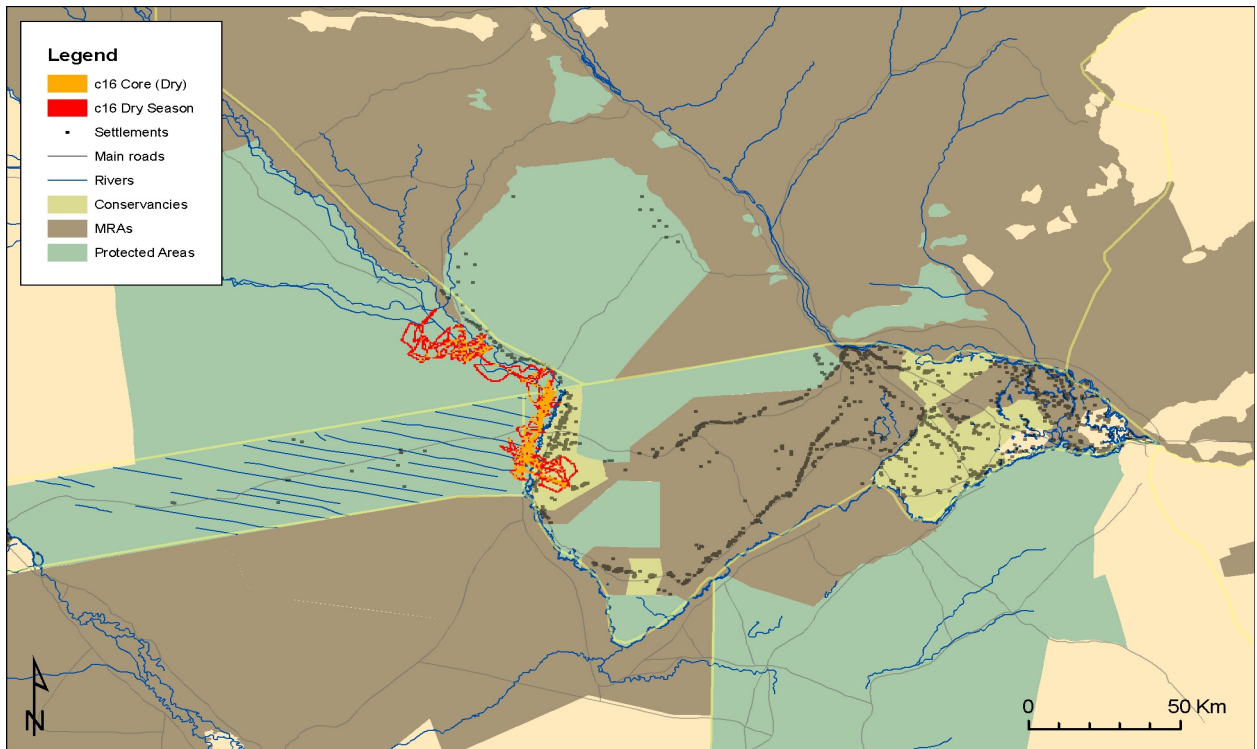 Legend
c16 Core (Dry)
c16 Dry Season
Settlements
Main roads
Rivers
Conservancies
MRAs
Protected Areas
N
0 50 Km